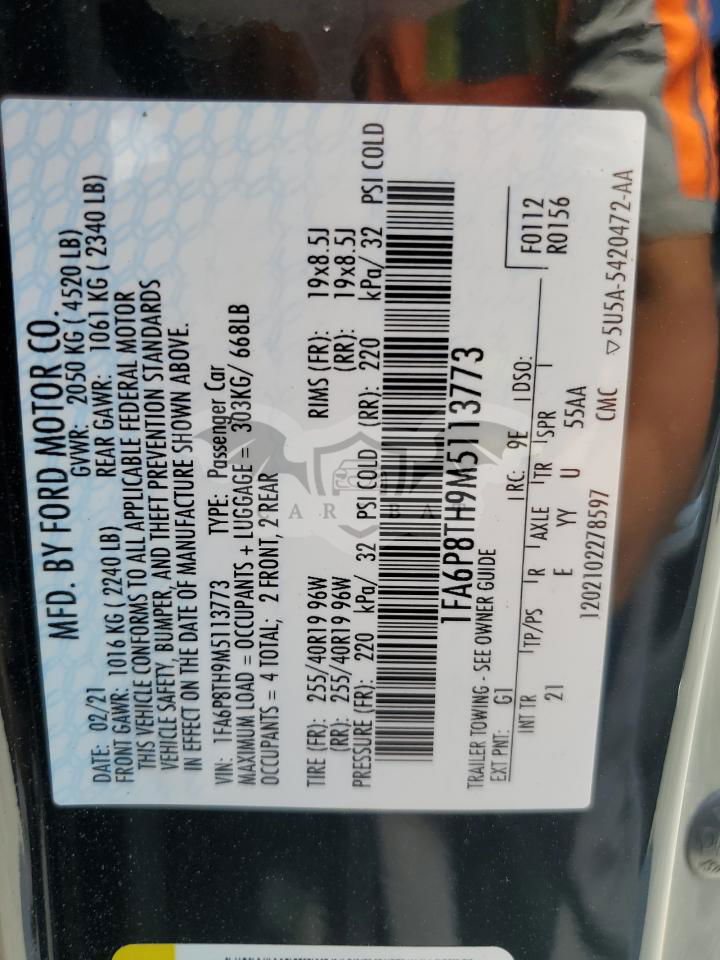 MFD. BY FORD MOTOR CO.
DATE: 02/21 GVWR: 2050 KG ( 4520 LB)
FRONT GAWR: 1016 KG ( 2240 LB) REAR GAWR: 1061 KG ( 2340 LB)
THIS VEHICLE CONFORMS TO ALL APPLICABLE FEDERAL MOTOR
VEHICLE SAFETY, BUMPER, AND THEFT PREVENTION STANDARDS
IN EFFECT ON THE DATE OF MANUFACTURE SHOWN ABOVE.
VIN: 1FA6P8TH9M5113773 TYPE: Passenger Car
MAXIMUM LOAD = OCCUPANTS + LUGGAGE = 303KG/ 668LB
OCCUPANTS = 4 TOTAL; 2 FRONT, 2 REAR
TIRE (FR): 255/40R19 96W RIMS (FR): 19x8.5J
(RR): 255/40R19 96W (RR): 19x8.5J
PRESSURE (FR): 220 kPa/ 32 PSI COLD (RR): 220 kPa/ 32 PSI COLD
1FA6P8TH9M5113773
TRAILER TOWING - SEE OWNER GUIDE
F0112
R0156
EXT PNT: G1 RC: 9E DSO:
INT TR TP/PS R AXLE TR SPR
21 E YY U 55AA
1202102278597 CMC ▽5U5A-5420472-AA